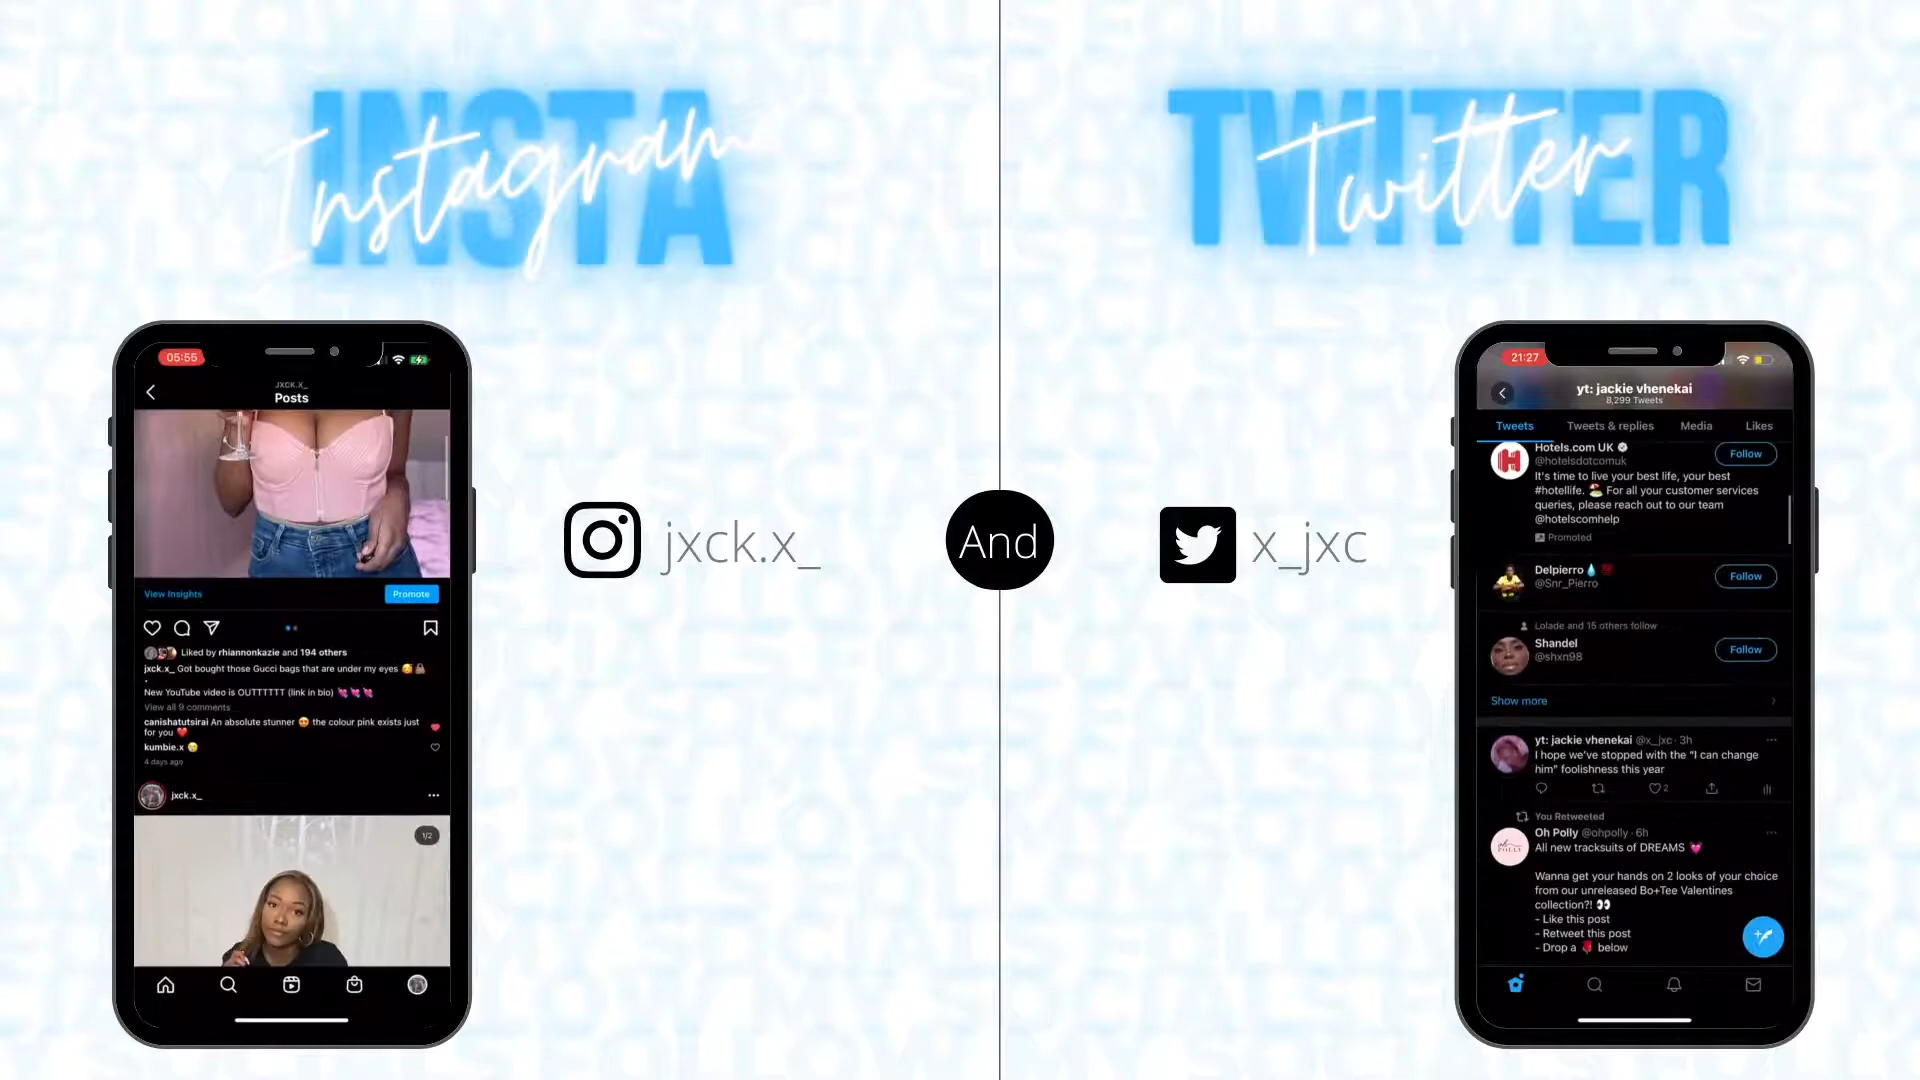 INSTA
Instagram
TWITTER
Twitter
05:55
JXCK.X_
Posts
View Insights
Promote
Liked by rhiannonkazie and 194 others
jxck.x_ Got bought those Gucci bags that are under my eyes 🥰👜
.
New YouTube video is OUTTTTTT (link in bio) 💘💘💘
View all 9 comments
canishatutsirai An absolute stunner 😍 the colour pink exists just
for you ❤️
kumbie.x 🥺
4 days ago
jxck.x_
1/2
jxck.x_
And
x_jxc
21:27
yt: jackie vhenekai
8,299 Tweets
Tweets
Tweets & replies
Media
Likes
Hotels.com UK
Follow
@hotelsdotcomuk
It's time to live your best life, your best
#hotellife. 🏖️ For all your customer services
queries, please reach out to our team
@hotelscomhelp
Promoted
Delpierro💧💯
Follow
@Snr_Pierro
Lolade and 15 others follow
Shandel
Follow
@shxn98
Show more
yt: jackie vhenekai @x_jxc · 3h
I hope we've stopped with the "I can change
him" foolishness this year
2
You Retweeted
Oh Polly @ohpolly · 6h
All new tracksuits of DREAMS 💓
Wanna get your hands on 2 looks of your choice
from our unreleased Bo+Tee Valentines
collection?! 👀
- Like this post
- Retweet this post
- Drop a 🌹 below